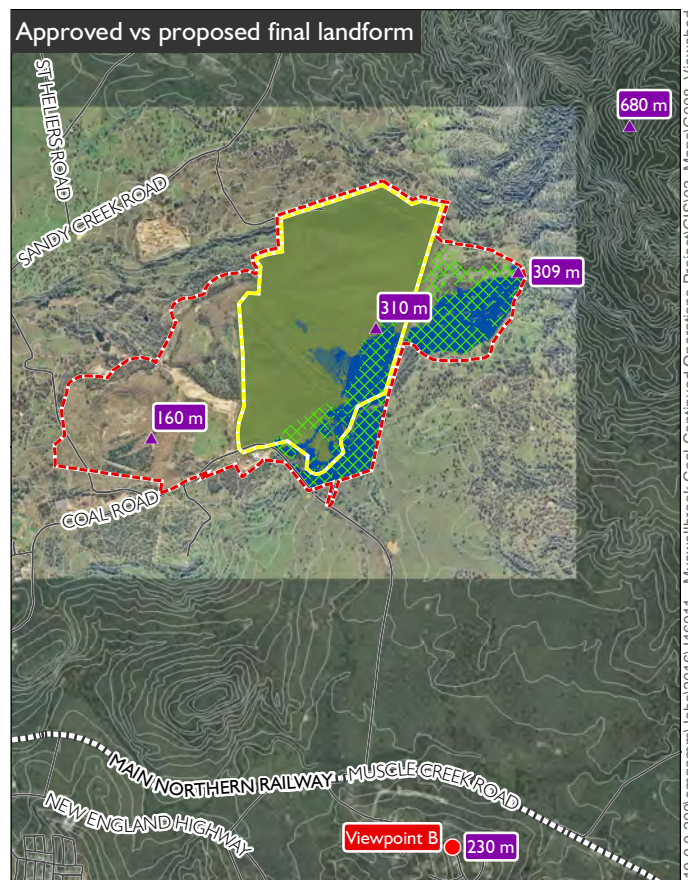 Approved vs proposed final landform
680 m
ST HELIERS ROAD
SANDY CREEK ROAD
309 m
310 m
160 m
COAL ROAD
MAIN NORTHERN RAILWAY
MUSCLE CREEK ROAD
NEW ENGLAND HIGHWAY
Viewpoint B
230 m